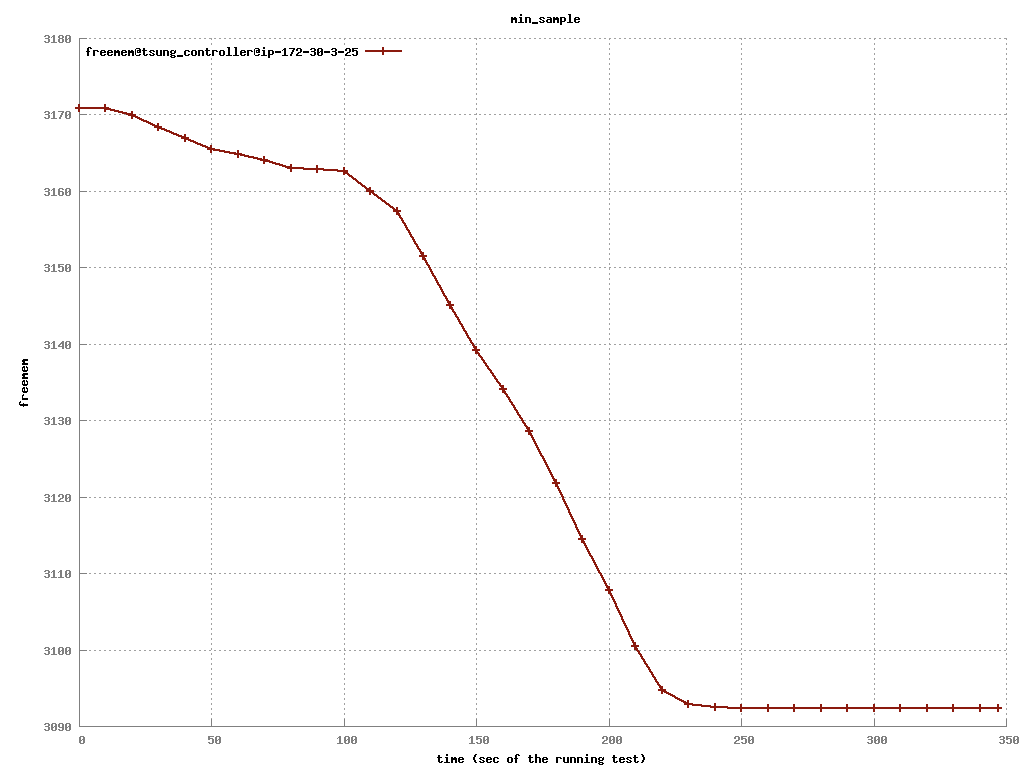 min_sample
freemem@tsung_controller@ip-172-30-3-25
3180
3170
3160
3150
3140
3130
3120
3110
3100
3090
freemem
0 50 100 150 200 250 300 350
time (sec of the running test)